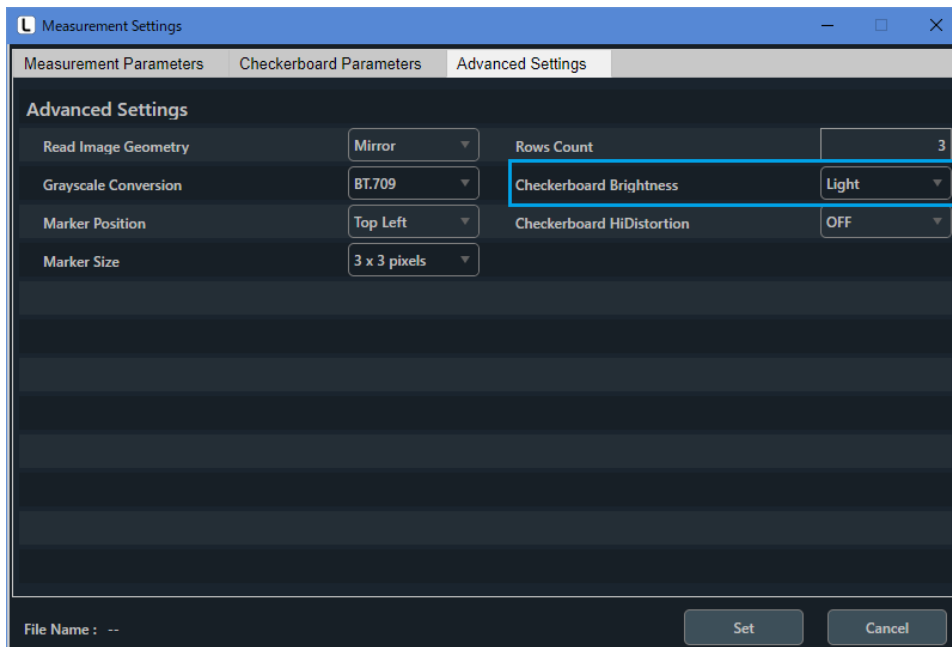 L Measurement Settings
Measurement Parameters Checkerboard Parameters Advanced Settings
Advanced Settings
Read Image Geometry Mirror Rows Count 3
Grayscale Conversion BT.709 Checkerboard Brightness Light
Marker Position Top Left Checkerboard HiDistortion OFF
Marker Size 3 x 3 pixels
File Name : -- Set Cancel